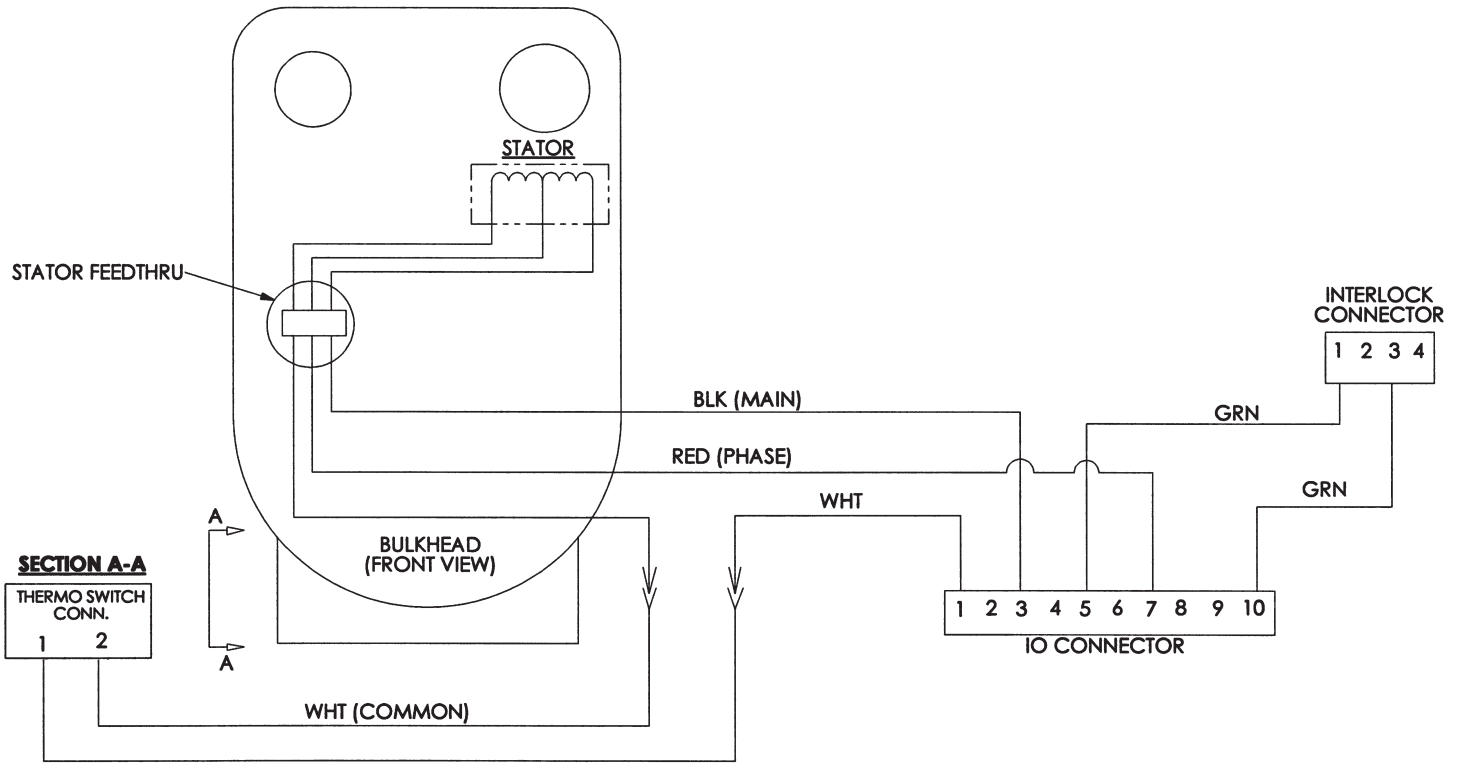 STATOR
STATOR FEEDTHRU
INTERLOCK
CONNECTOR
1 2 3 4
BLK (MAIN)
GRN
RED (PHASE)
GRN
WHT
A
BULKHEAD
(FRONT VIEW)
SECTION A-A
THERMO SWITCH
CONN.
1 2
A
1 2 3 4 5 6 7 8 9 10
IO CONNECTOR
WHT (COMMON)